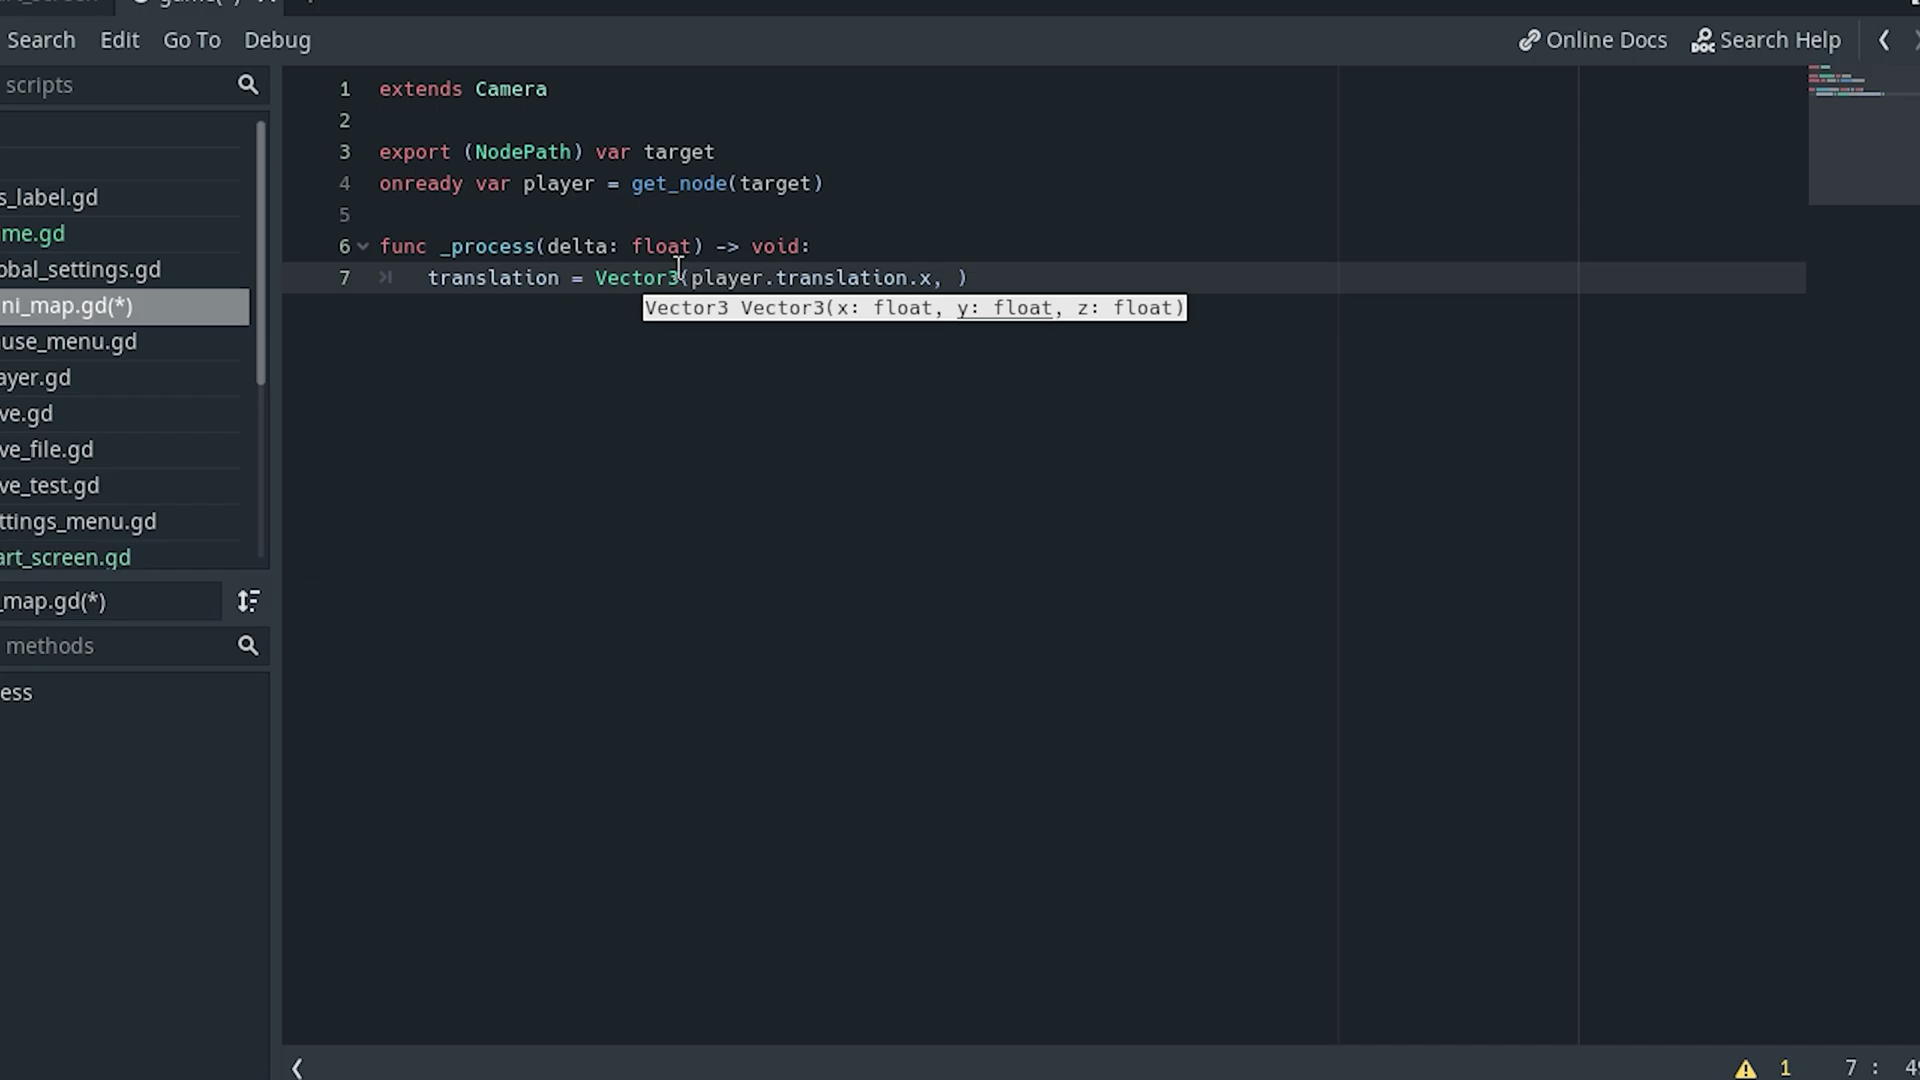 Search Edit Go To Debug Online Docs Search Help
scripts
s_label.gd
me.gd
obal_settings.gd
ni_map.gd(*)
use_menu.gd
ayer.gd
ve.gd
ve_file.gd
ve_test.gd
ttings_menu.gd
art_screen.gd
_map.gd(*)
methods
ess
1 extends Camera
2
3 export (NodePath) var target
4 onready var player = get_node(target)
5
6 func _process(delta: float) -> void:
7 translation = Vector3(player.translation.x, )
Vector3 Vector3(x: float, y: float, z: float)
1 7 :